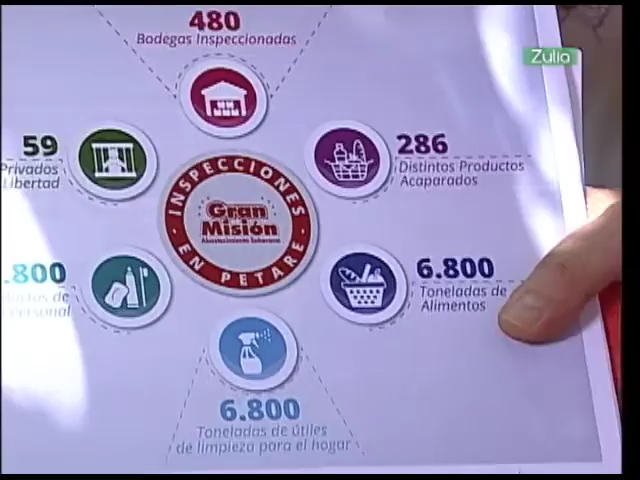 480
Bodegas Inspeccionadas
Zulia
59
Privados
Libertad
286
Distintos Productos
Acaparados
INSPECCIONES
Gran
Misión
Abastecimiento Soberano
EN PETARE
.800
de
Personal
6.800
Toneladas de
Alimentos
6.800
Toneladas de útiles
de limpieza para el hogar